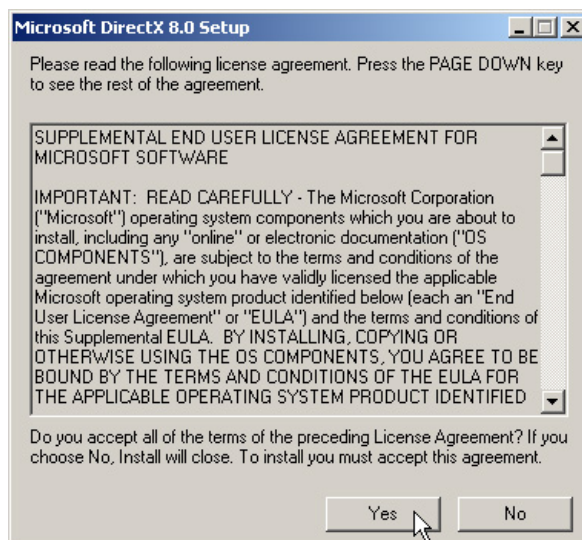 Microsoft DirectX 8.0 Setup
Please read the following license agreement. Press the PAGE DOWN key
to see the rest of the agreement.
SUPPLEMENTAL END USER LICENSE AGREEMENT FOR
MICROSOFT SOFTWARE
IMPORTANT:  READ CAREFULLY - The Microsoft Corporation
("Microsoft") operating system components which you are about to
install, including any "online" or electronic documentation ("OS
COMPONENTS"), are subject to the terms and conditions of the
agreement under which you have validly licensed the applicable
Microsoft operating system product identified below (each an "End
User License Agreement" or "EULA") and the terms and conditions of
this Supplemental EULA.  BY INSTALLING, COPYING OR
OTHERWISE USING THE OS COMPONENTS, YOU AGREE TO BE
BOUND BY THE TERMS AND CONDITIONS OF THE EULA FOR
THE APPLICABLE OPERATING SYSTEM PRODUCT IDENTIFIED
Do you accept all of the terms of the preceding License Agreement? If you
choose No, Install will close. To install you must accept this agreement.
Yes No